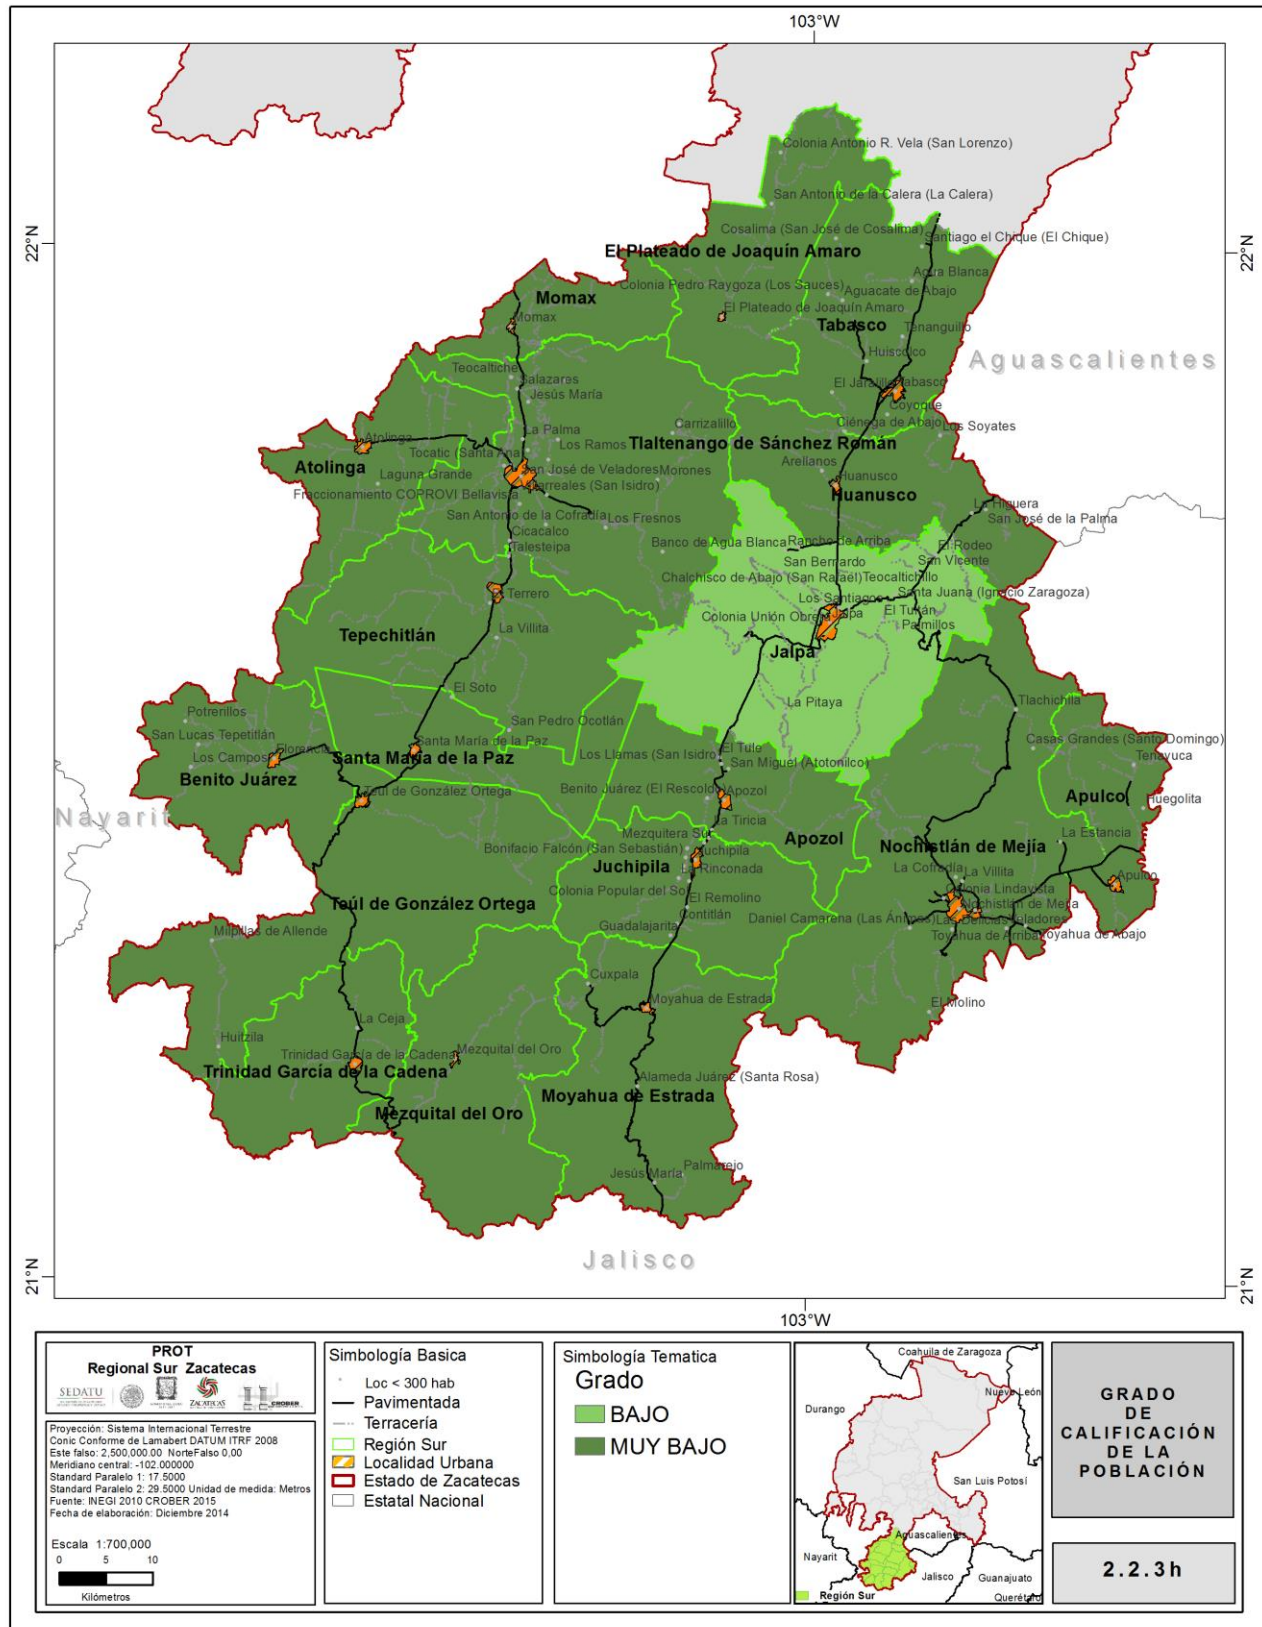 103°W
22°N
22°N
Colonia Antonio R. Vela (San Lorenzo)
San Antonio de la Calera (La Calera)
Cosalima (San José de Cosalima)
Santiago el Chique (El Chique)
El Plateado de Joaquín Amaro
Agua Blanca
Colonia Pedro Raygoza (Los Sauces)
Aguacate de Abajo
Momax
El Plateado de Joaquín Amaro
Momax
Tabasco
Tenanguillo
Huiscolco
Aguascalientes
Teocaltiche
Salazares
Jesús María
El Jaralillo
Tabasco
Coyoque
Ciénega de Abajo
Los Soyates
Carrizalillo
La Palma
Los Ramos
Atolinga
Tlaltenango de Sánchez Román
Tocatic (Santa Ana)
Atolinga
Arellanos
San José de Veladores
Morones
Laguna Grande
Huanusco
Huanusco
Fraccionamiento COPROVI Bellavista
Barreales (San Isidro)
La Higuera
San Antonio de la Cofradía
Los Fresnos
San José de la Palma
Cicacalco
Banco de Agua Blanca
Rancho de Arriba
El Rodeo
Talesteipa
San Bernardo
San Vicente
Chalchisco de Abajo (San Rafael)
Teocaltichillo
Terrero
Los Santiagos
Santa Juana (Ignacio Zaragoza)
Colonia Unión Obrera
Jalpa
El Tuitán
Palmillos
Tepechitlán
La Villita
Jalpa
El Soto
La Pitaya
Tlachichila
Potrerillos
San Pedro Ocotlán
San Lucas Tepetitlán
Florencia
Santa María de la Paz
El Tule
Casas Grandes (Santo Domingo)
Los Campos
Santa María de la Paz
Los Llamas (San Isidro)
San Miguel (Atotonilco)
Tenayuca
Benito Juárez
Benito Juárez (El Rescoldo)
Apozol
Apulco
Huegolita
Teúl de González Ortega
Nayarit
La Tiricia
Mezquitera Sur
Apozol
La Estancia
Bonifacio Falcón (San Sebastián)
Juchipila
Nochistlán de Mejía
Juchipila
La Rinconada
La Cofradía
La Villita
Apulco
Colonia Popular del Sol
Colonia Lindavista
El Remolino
Teúl de González Ortega
Nochistlán de Mejía
Contitlán
Daniel Camarena (Las Ánimas)
Las Delicias
Veladores
Guadalajarita
Toyahua de Arriba
Toyahua de Abajo
Milpillas de Allende
Cuxpala
Moyahua de Estrada
El Molino
La Ceja
Huitzila
Trinidad García de la Cadena
Mezquital del Oro
Trinidad García de la Cadena
Alameda Juárez (Santa Rosa)
Moyahua de Estrada
Mezquital del Oro
Jesús María
Palmarejo
Jalisco
21°N
21°N
103°W
PROT
Regional Sur Zacatecas
SEDATU
ZACATECAS
CROBER
Proyección: Sistema Internacional Terrestre
Conic Conforme de Lamabert DATUM ITRF 2008
Este falso: 2,500,000.00 NorteFalso 0,00
Meridiano central: -102.000000
Standard Paralelo 1: 17.5000
Standard Paralelo 2: 29.5000 Unidad de medida: Metros
Fuente: INEGI 2010 CROBER 2015
Fecha de elaboración: Diciembre 2014
Escala 1:700,000
0 5 10
Kilómetros
Simbología Basica
Loc < 300 hab
Pavimentada
Terracería
Región Sur
Localidad Urbana
Estado de Zacatecas
Estatal Nacional
Simbología Tematica
Grado
BAJO
MUY BAJO
Coahuila de Zaragoza
Nuevo León
Durango
San Luis Potosí
Aguascalientes
Nayarit
Jalisco
Guanajuato
Querétaro
Región Sur
GRADO
DE
CALIFICACIÓN
DE LA
POBLACIÓN
2.2.3h